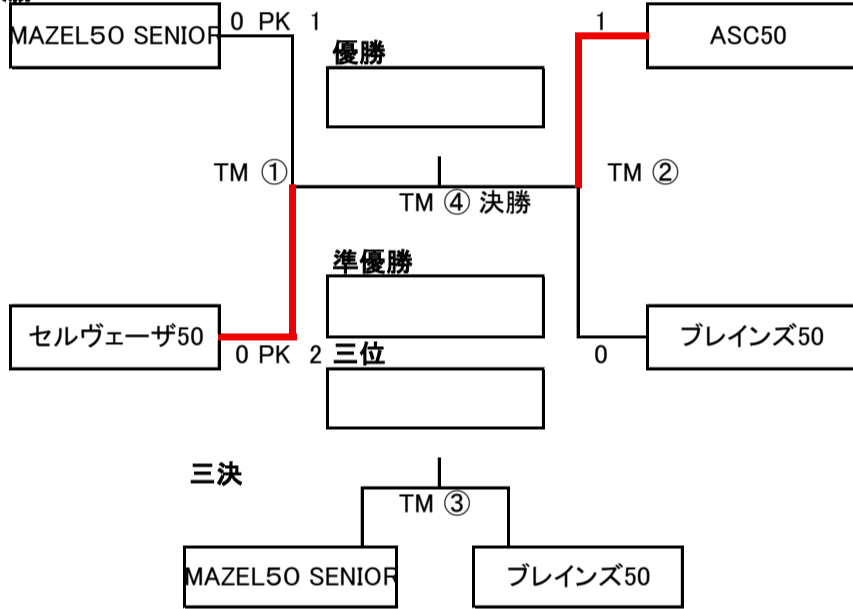 0 PK 1
1
MAZEL50 SENIOR
ASC50
優勝
TM ①
TM ②
TM ④ 決勝
準優勝
セルヴェーザ50
ブレインズ50
0 PK 2
三位
0
三決
TM ③
MAZEL50 SENIOR
ブレインズ50